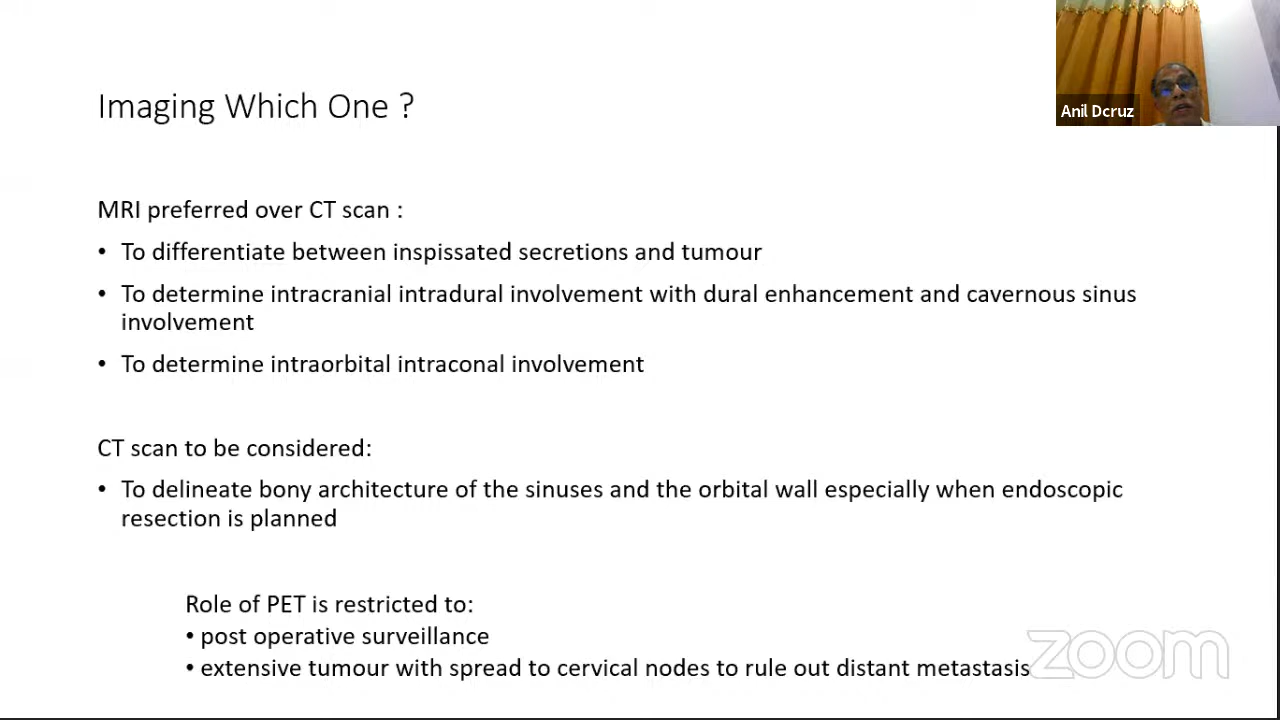 Imaging Which One ?
Anil Dcruz
MRI preferred over CT scan :
• To differentiate between inspissated secretions and tumour
• To determine intracranial intradural involvement with dural enhancement and cavernous sinus
involvement
• To determine intraorbital intraconal involvement
CT scan to be considered:
• To delineate bony architecture of the sinuses and the orbital wall especially when endoscopic
resection is planned
Role of PET is restricted to:
• post operative surveillance
• extensive tumour with spread to cervical nodes to rule out distant metastasis
zoom